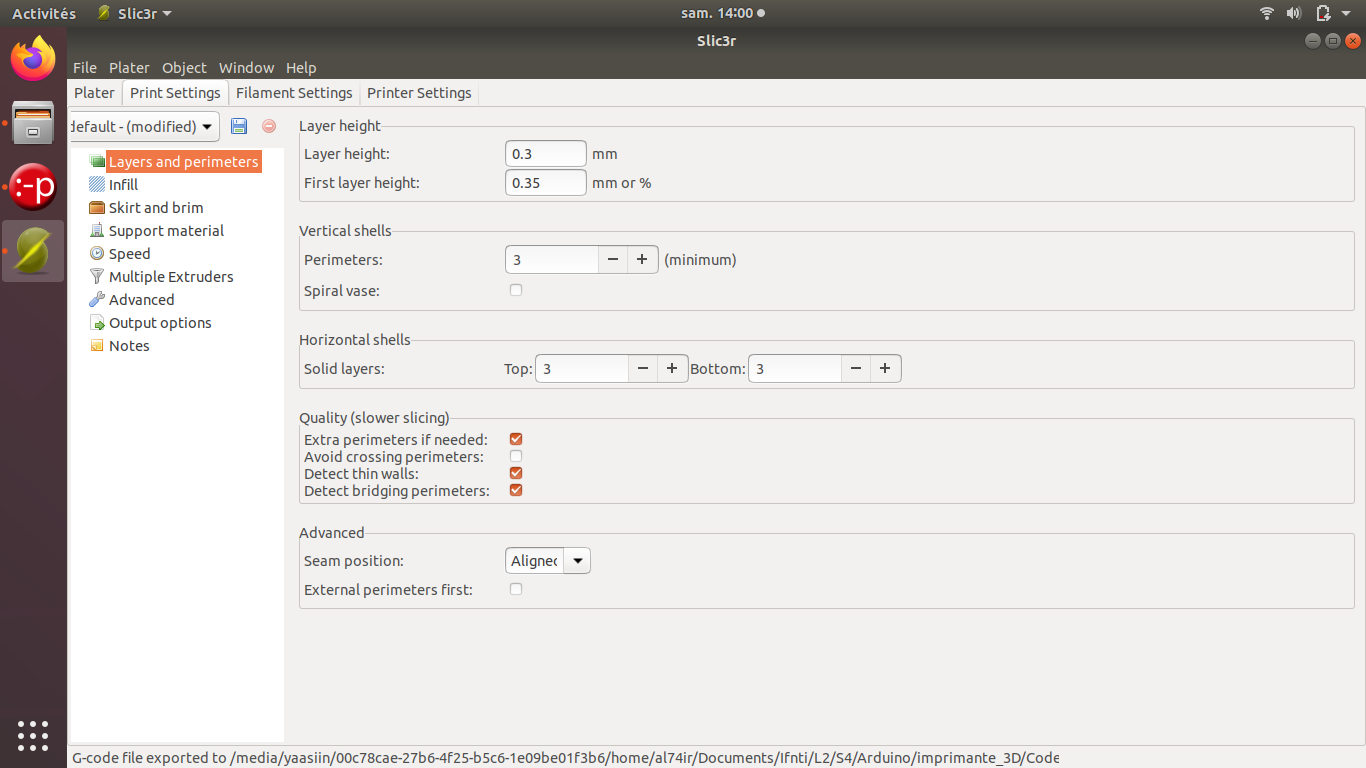 Activités Slic3r sam. 14:00
Slic3r
File Plater Object Window Help
Plater Print Settings Filament Settings Printer Settings
default - (modified)
Layers and perimeters
Infill
Skirt and brim
Support material
Speed
Multiple Extruders
Advanced
Output options
Notes
Layer height
Layer height: 0.3 mm
First layer height: 0.35 mm or %
Vertical shells
Perimeters: 3 − + (minimum)
Spiral vase:
Horizontal shells
Solid layers: Top: 3 − + Bottom: 3 − +
Quality (slower slicing)
Extra perimeters if needed:
Avoid crossing perimeters:
Detect thin walls:
Detect bridging perimeters:
Advanced
Seam position: Aligned
External perimeters first:
:-p
G-code file exported to /media/yaasiin/00c78cae-27b6-4f25-b5c6-1e09be01f3b6/home/al74ir/Documents/Ifnti/L2/S4/Arduino/imprimante_3D/Code